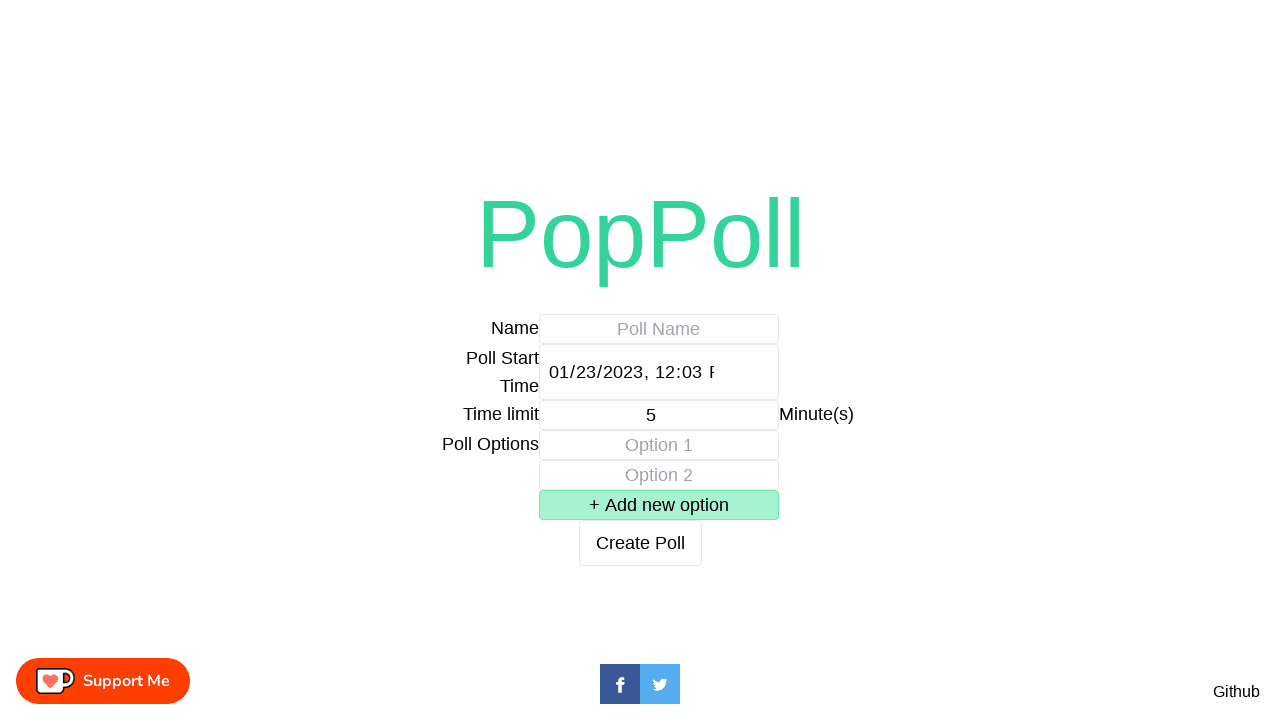 PopPoll
Name
Poll Name
Poll Start
Time
01/23/2023, 12:03
Time limit
5
Minute(s)
Poll Options
Option 1
Option 2
+ Add new option
Create Poll
Support Me
Github